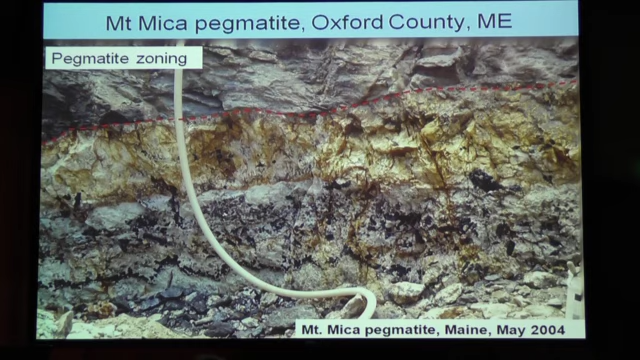 Mt Mica pegmatite, Oxford County, ME
Pegmatite zoning
Mt. Mica pegmatite, Maine, May 2004